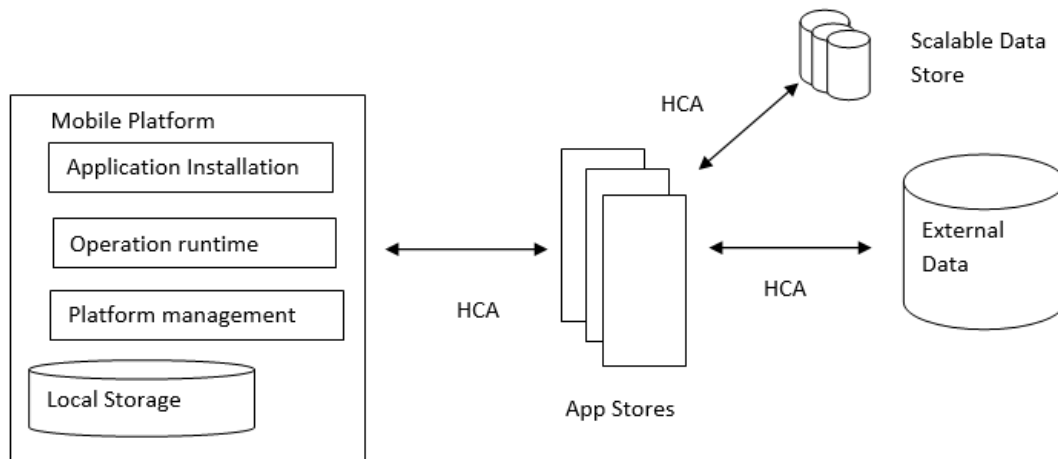 Mobile Platform
Application Installation
Operation runtime
Platform management
Local Storage
HCA
App Stores
HCA
Scalable Data
Store
HCA
External
Data